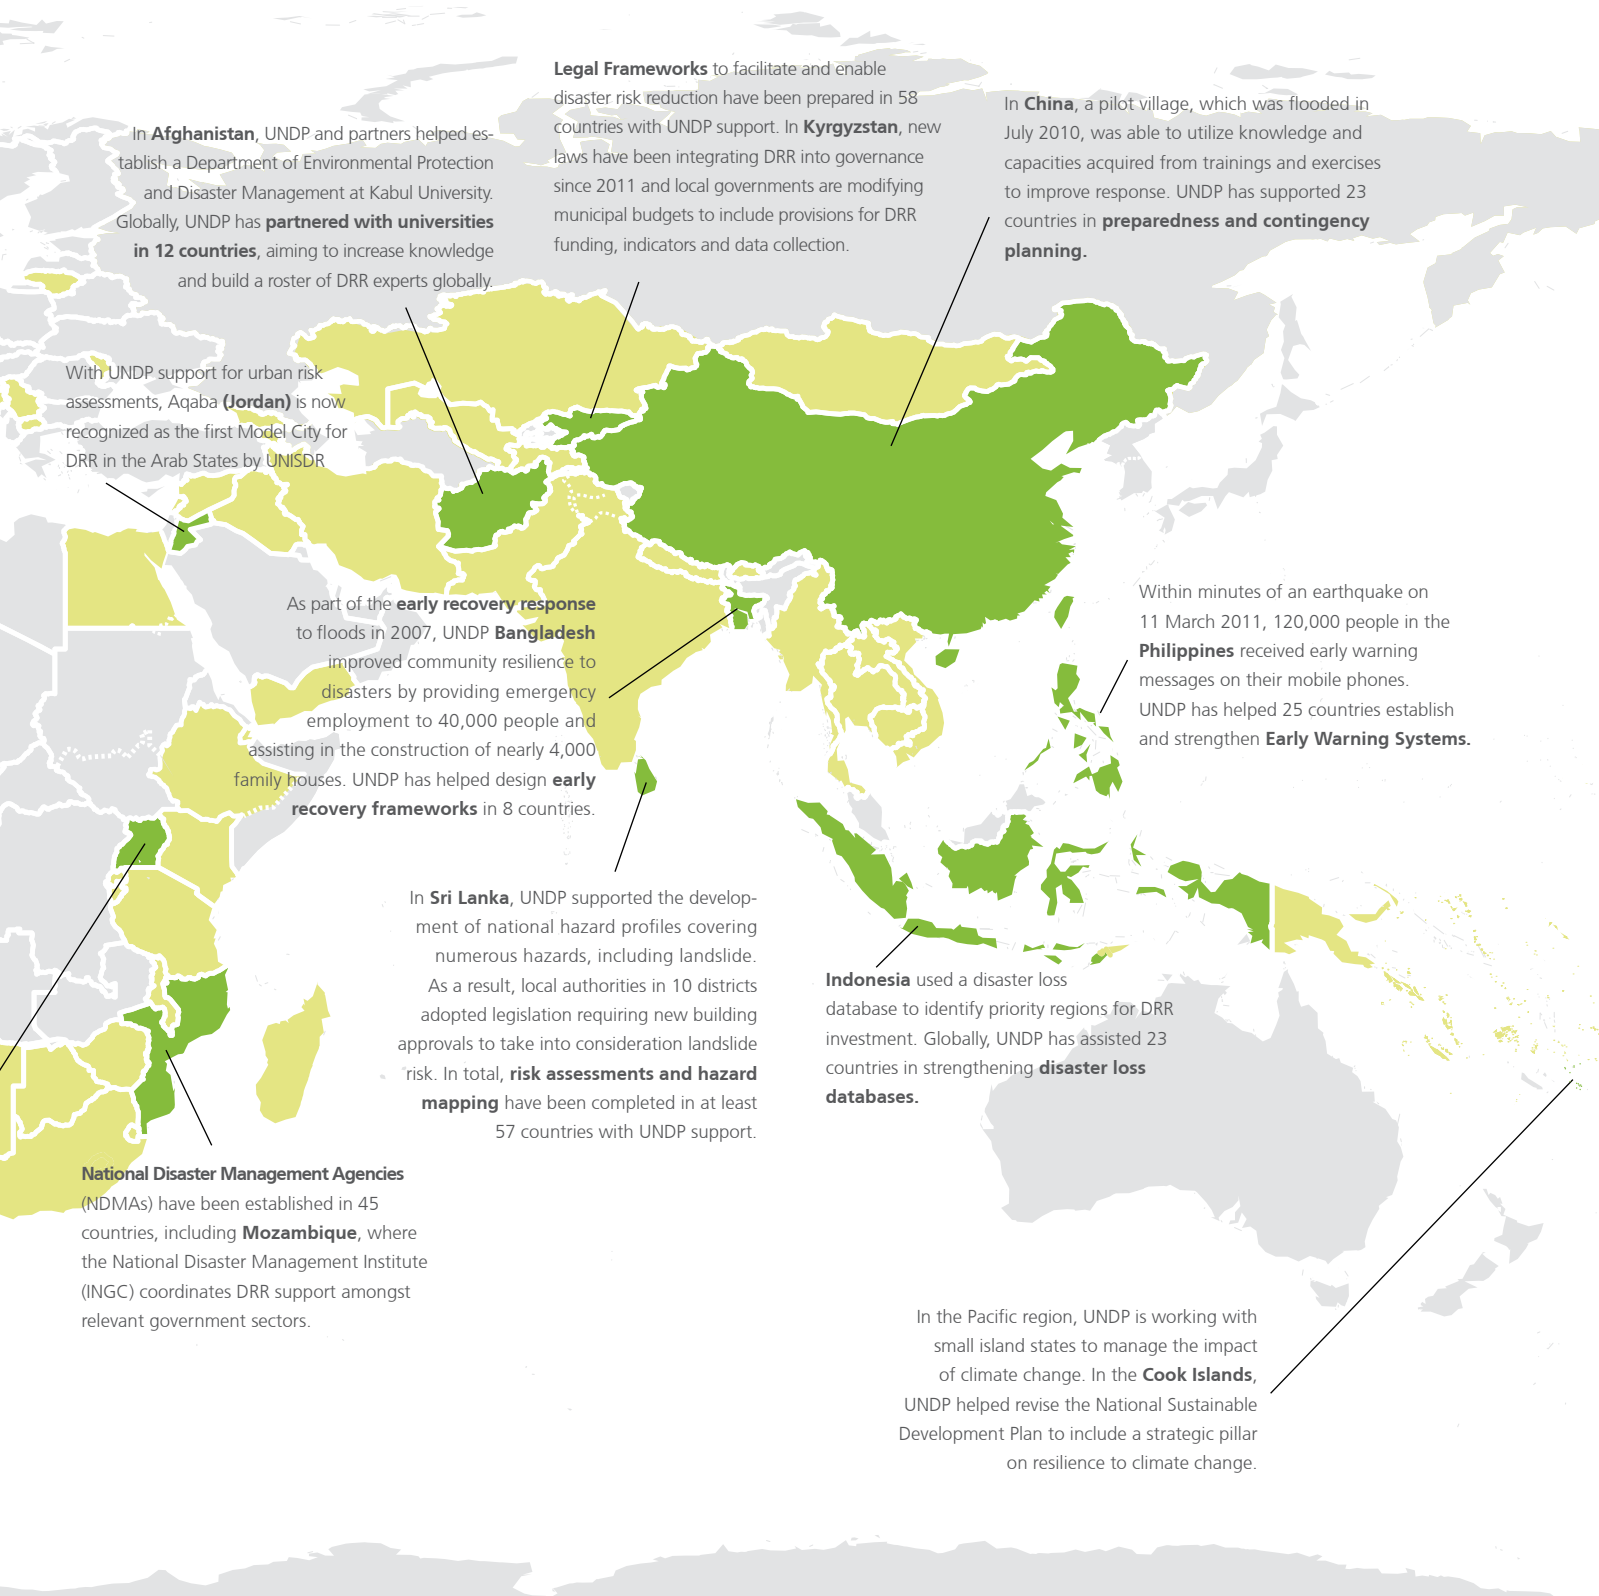 Legal Frameworks to facilitate and enable
disaster risk reduction have been prepared in 58
countries with UNDP support. In Kyrgyzstan, new
laws have been integrating DRR into governance
since 2011 and local governments are modifying
municipal budgets to include provisions for DRR
funding, indicators and data collection.
In China, a pilot village, which was flooded in
July 2010, was able to utilize knowledge and
capacities acquired from trainings and exercises
to improve response. UNDP has supported 23
countries in preparedness and contingency
planning.
In Afghanistan, UNDP and partners helped es-
tablish a Department of Environmental Protection
and Disaster Management at Kabul University.
Globally, UNDP has partnered with universities
in 12 countries, aiming to increase knowledge
and build a roster of DRR experts globally.
With UNDP support for urban risk
assessments, Aqaba (Jordan) is now
recognized as the first Model City for
DRR in the Arab States by UNISDR
As part of the early recovery response
to floods in 2007, UNDP Bangladesh
improved community resilience to
disasters by providing emergency
employment to 40,000 people and
assisting in the construction of nearly 4,000
family houses. UNDP has helped design early
recovery frameworks in 8 countries.
Within minutes of an earthquake on
11 March 2011, 120,000 people in the
Philippines received early warning
messages on their mobile phones.
UNDP has helped 25 countries establish
and strengthen Early Warning Systems.
In Sri Lanka, UNDP supported the develop-
ment of national hazard profiles covering
numerous hazards, including landslide.
As a result, local authorities in 10 districts
adopted legislation requiring new building
approvals to take into consideration landslide
risk. In total, risk assessments and hazard
mapping have been completed in at least
57 countries with UNDP support.
Indonesia used a disaster loss
database to identify priority regions for DRR
investment. Globally, UNDP has assisted 23
countries in strengthening disaster loss
databases.
National Disaster Management Agencies
(NDMAs) have been established in 45
countries, including Mozambique, where
the National Disaster Management Institute
(INGC) coordinates DRR support amongst
relevant government sectors.
In the Pacific region, UNDP is working with
small island states to manage the impact
of climate change. In the Cook Islands,
UNDP helped revise the National Sustainable
Development Plan to include a strategic pillar
on resilience to climate change.